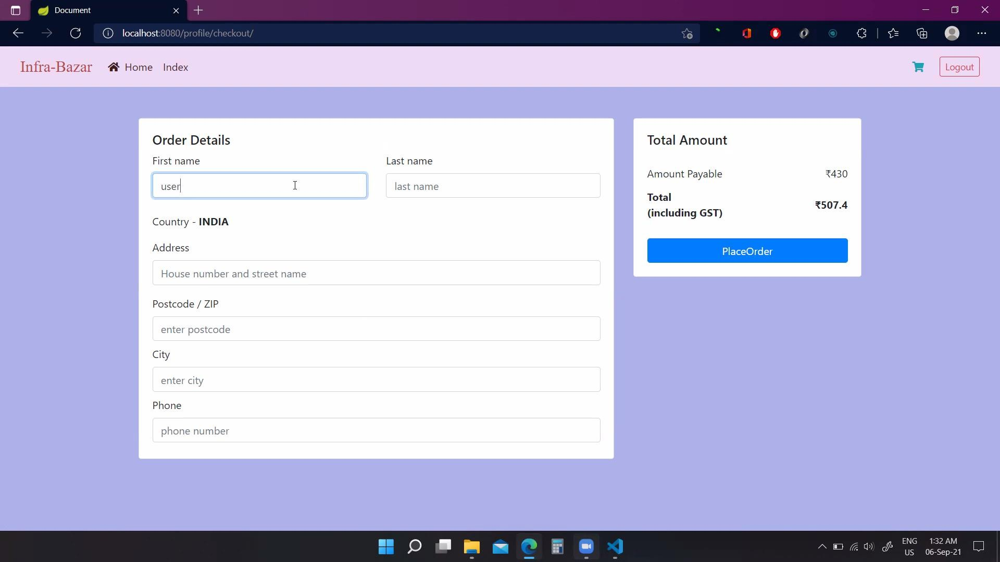 Document
localhost:8080/profile/checkout/
Infra-Bazar Home Index Logout
Order Details
First name Last name
user last name
Country - INDIA
Address
House number and street name
Postcode / ZIP
enter postcode
City
enter city
Phone
phone number
Total Amount
Amount Payable ₹430
Total
(including GST) ₹507.4
PlaceOrder
ENG
US
1:32 AM
06-Sep-21